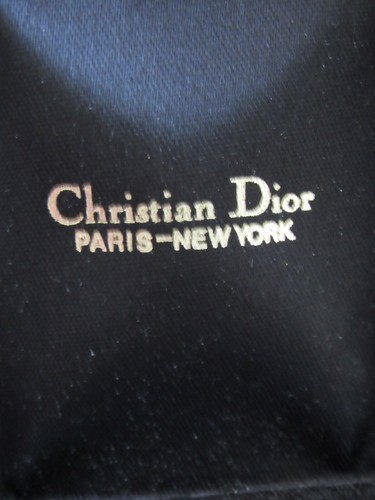 Christian Dior
PARIS-NEW YORK